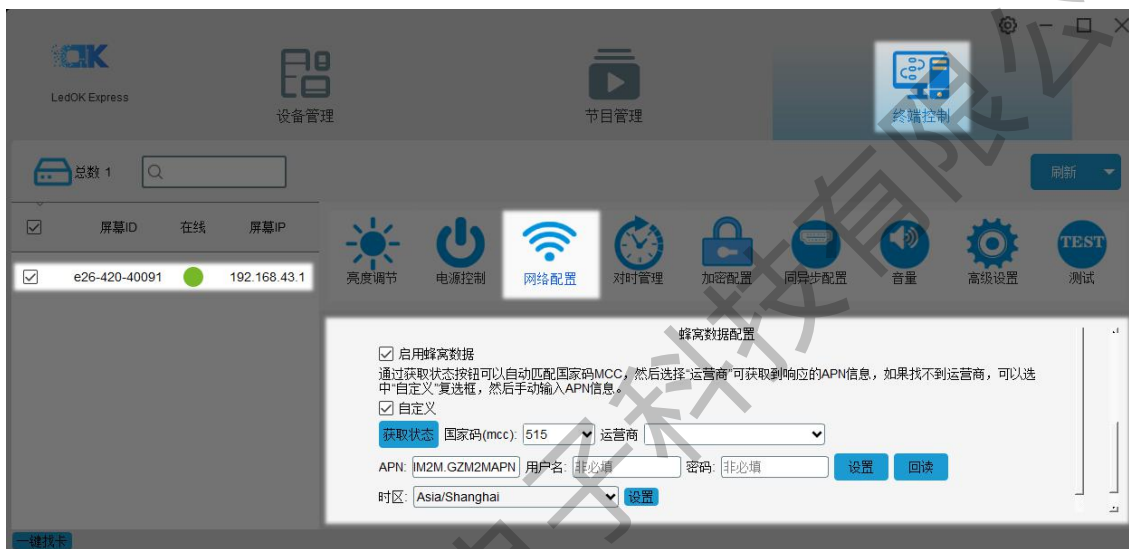 LedOK Express
设备管理
节目管理
终端控制
总数 1
刷新
屏幕ID 在线 屏幕IP
e26-420-40091 192.168.43.1
亮度调节 电源控制 网络配置 对时管理 加密配置 同异步配置 音量 高级设置 测试
TEST
蜂窝数据配置
启用蜂窝数据
通过获取状态按钮可以自动匹配国家码MCC，然后选择“运营商”可获取到响应的APN信息，如果找不到运营商，可以选
中“自定义”复选框，然后手动输入APN信息。
自定义
获取状态 国家码(mcc): 515 运营商
APN: IM2M.GZM2MAPN 用户名: 非必填 密码: 非必填 设置 回读
时区: Asia/Shanghai 设置
一键找卡
电子科技有限公